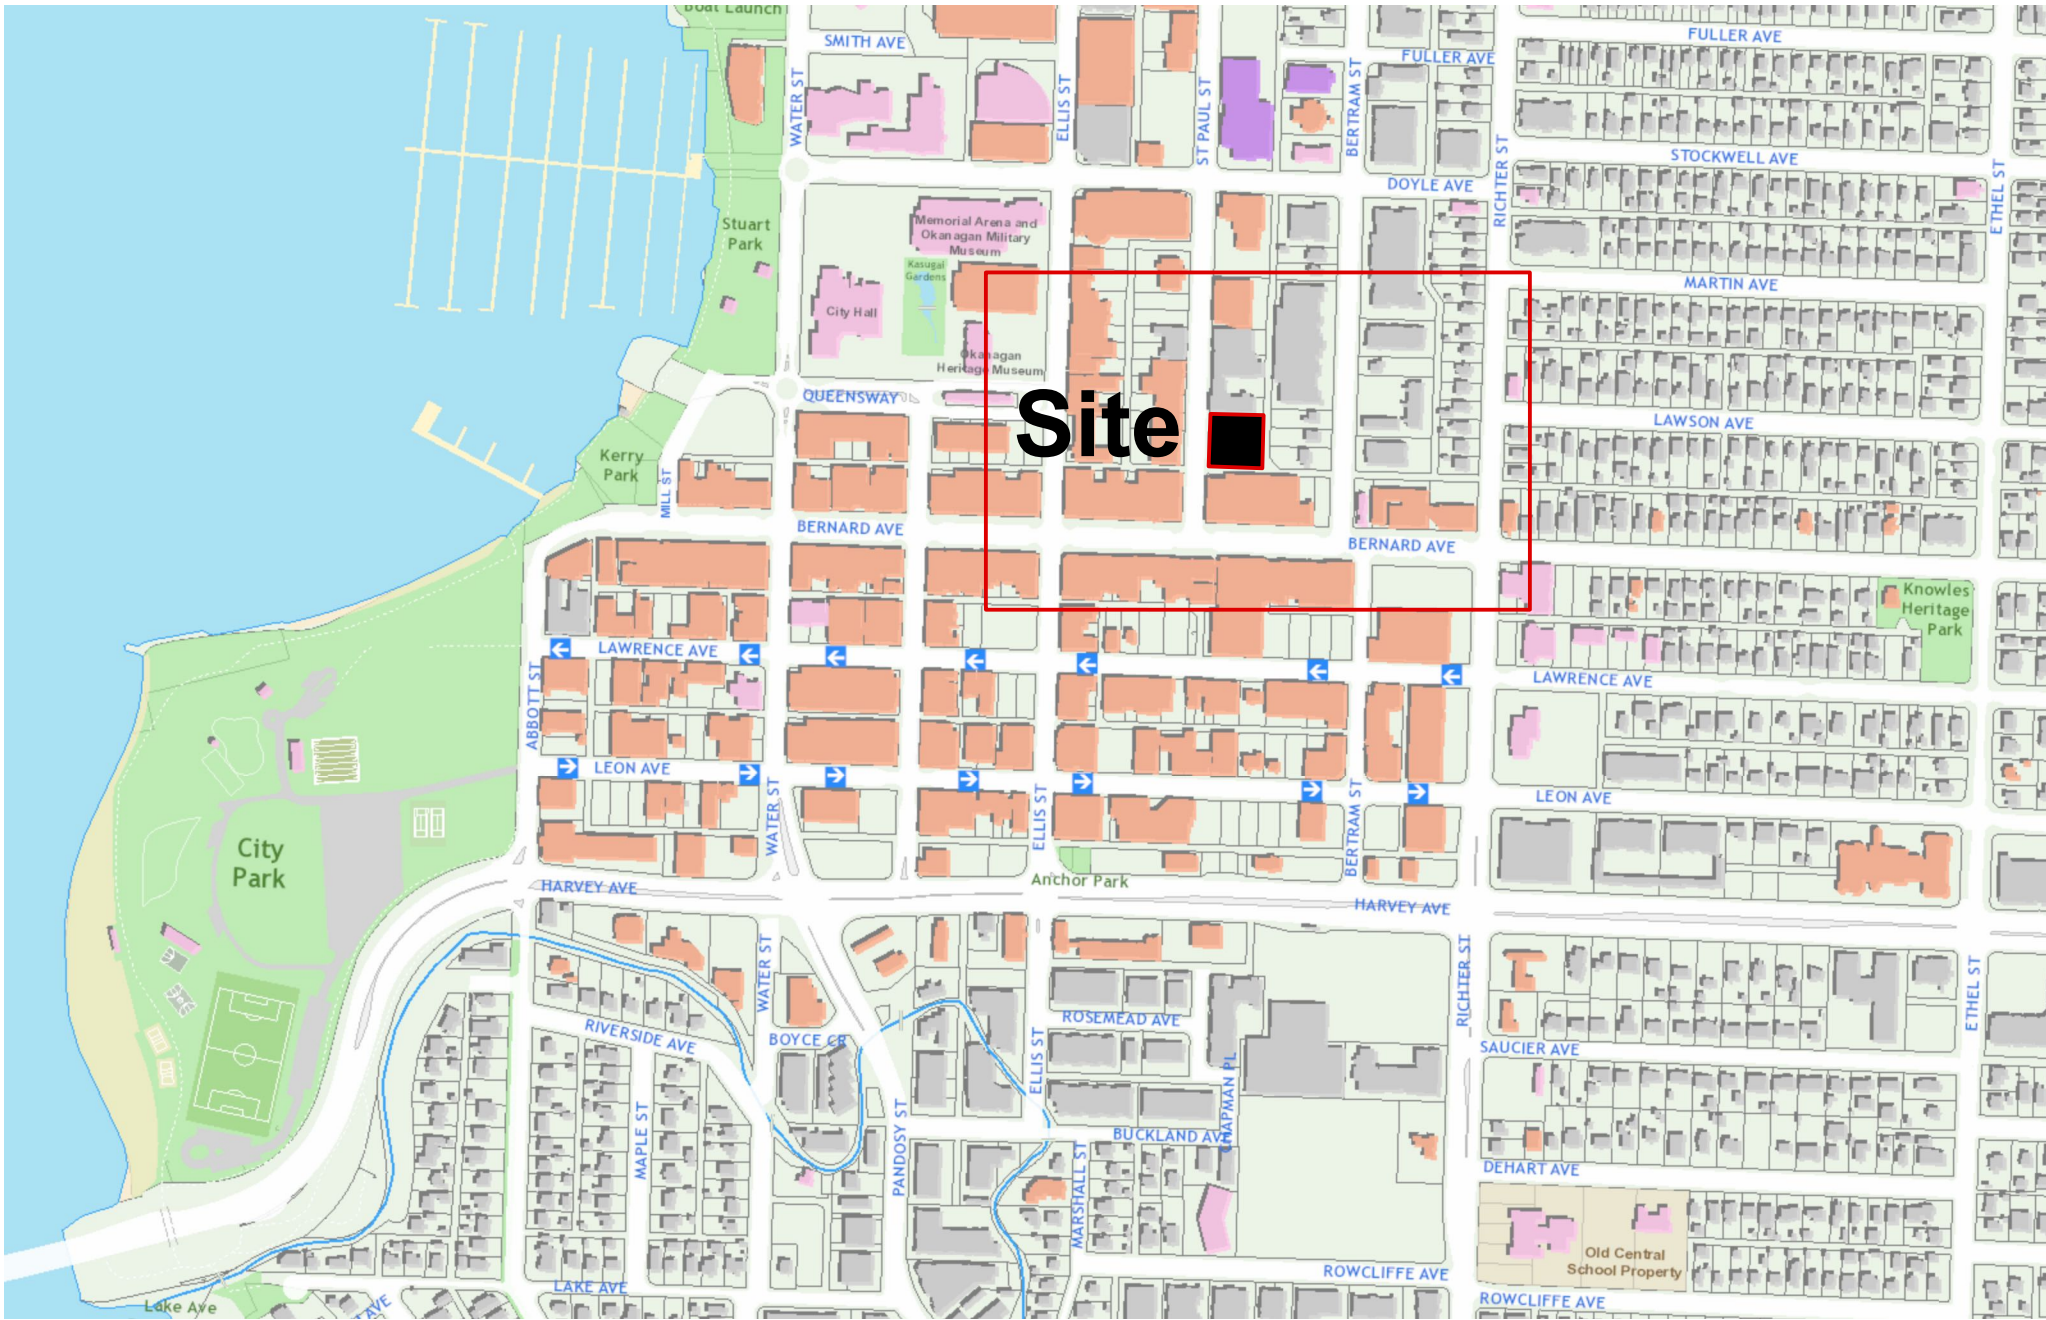 Boat Launch
SMITH AVE
FULLER AVE
FULLER AVE
WATER ST
ELLIS ST
ST PAUL ST
BERTRAM ST
RICHTER ST
STOCKWELL AVE
ETHEL ST
DOYLE AVE
Stuart
Park
Memorial Arena and
Okanagan Military
Museum
Kasugai
Gardens
City Hall
MARTIN AVE
Okanagan
Heritage Museum
QUEENSWAY
Site
LAWSON AVE
Kerry
Park
MILL ST
BERNARD AVE
BERNARD AVE
Knowles
Heritage
Park
LAWRENCE AVE
LAWRENCE AVE
ABBOTT ST
LEON AVE
LEON AVE
WATER ST
ELLIS ST
BERTRAM ST
City
Park
Anchor Park
HARVEY AVE
HARVEY AVE
WATER ST
RICHTER ST
ETHEL ST
ROSEMEAD AVE
RIVERSIDE AVE
BOYCE CR
ELLIS ST
SAUCIER AVE
CHAPMAN PL
MAPLE ST
PANDOSY ST
BUCKLAND AVE
MARSHALL ST
DEHART AVE
Old Central
School Property
ROWCLIFFE AVE
LAKE AVE
ROWCLIFFE AVE
Lake Ave
AVE